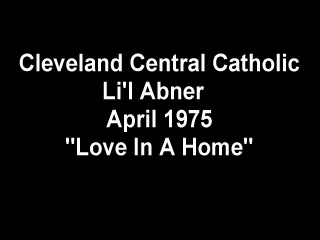 Cleveland Central Catholic
Li'l Abner
April 1975
"Love In A Home"